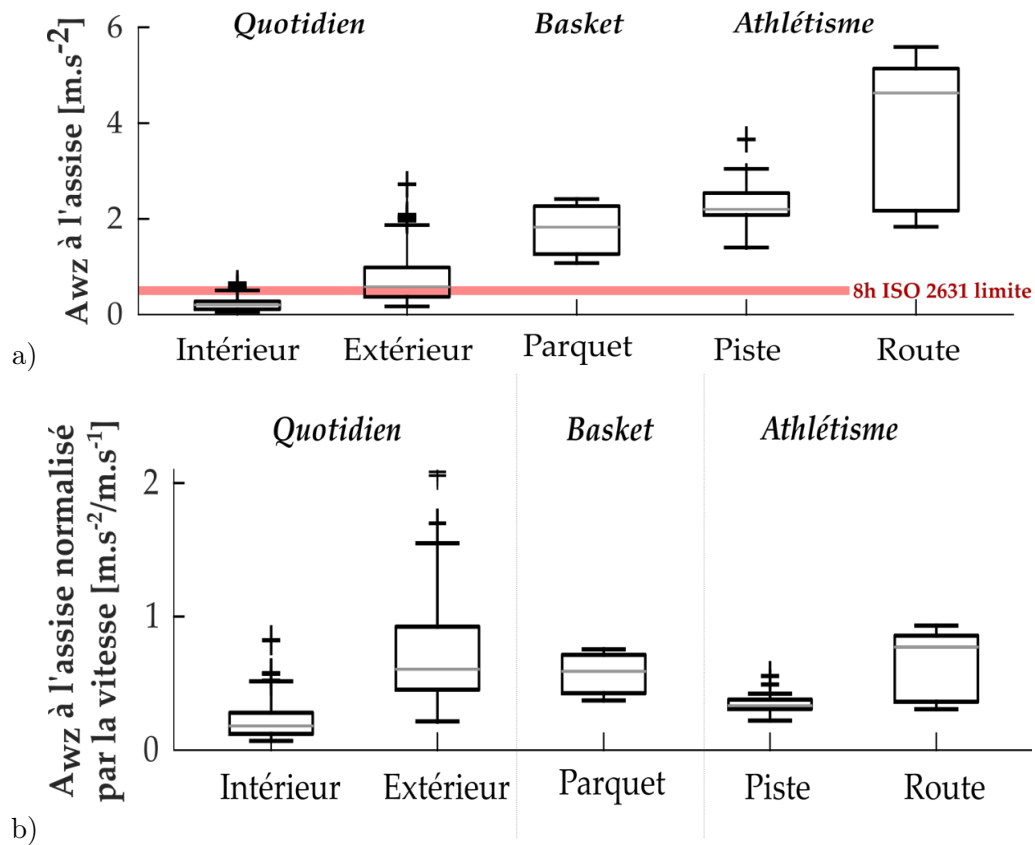 Quotidien Basket Athlétisme
Awz à l'assise [m.s-2]
6
4
2
0
8h ISO 2631 limite
Intérieur Extérieur Parquet Piste Route
a)
Quotidien Basket Athlétisme
Awz à l'assise normalisé
par la vitesse [m.s-2/m.s-1]
2
1
0
Intérieur Extérieur Parquet Piste Route
b)